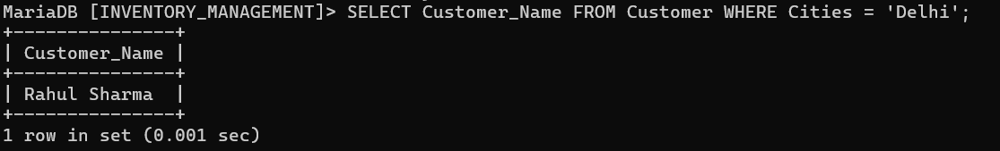 MariaDB [INVENTORY_MANAGEMENT]> SELECT Customer_Name FROM Customer WHERE Cities = 'Delhi';
+---------------+
| Customer_Name |
+---------------+
| Rahul Sharma  |
+---------------+
1 row in set (0.001 sec)